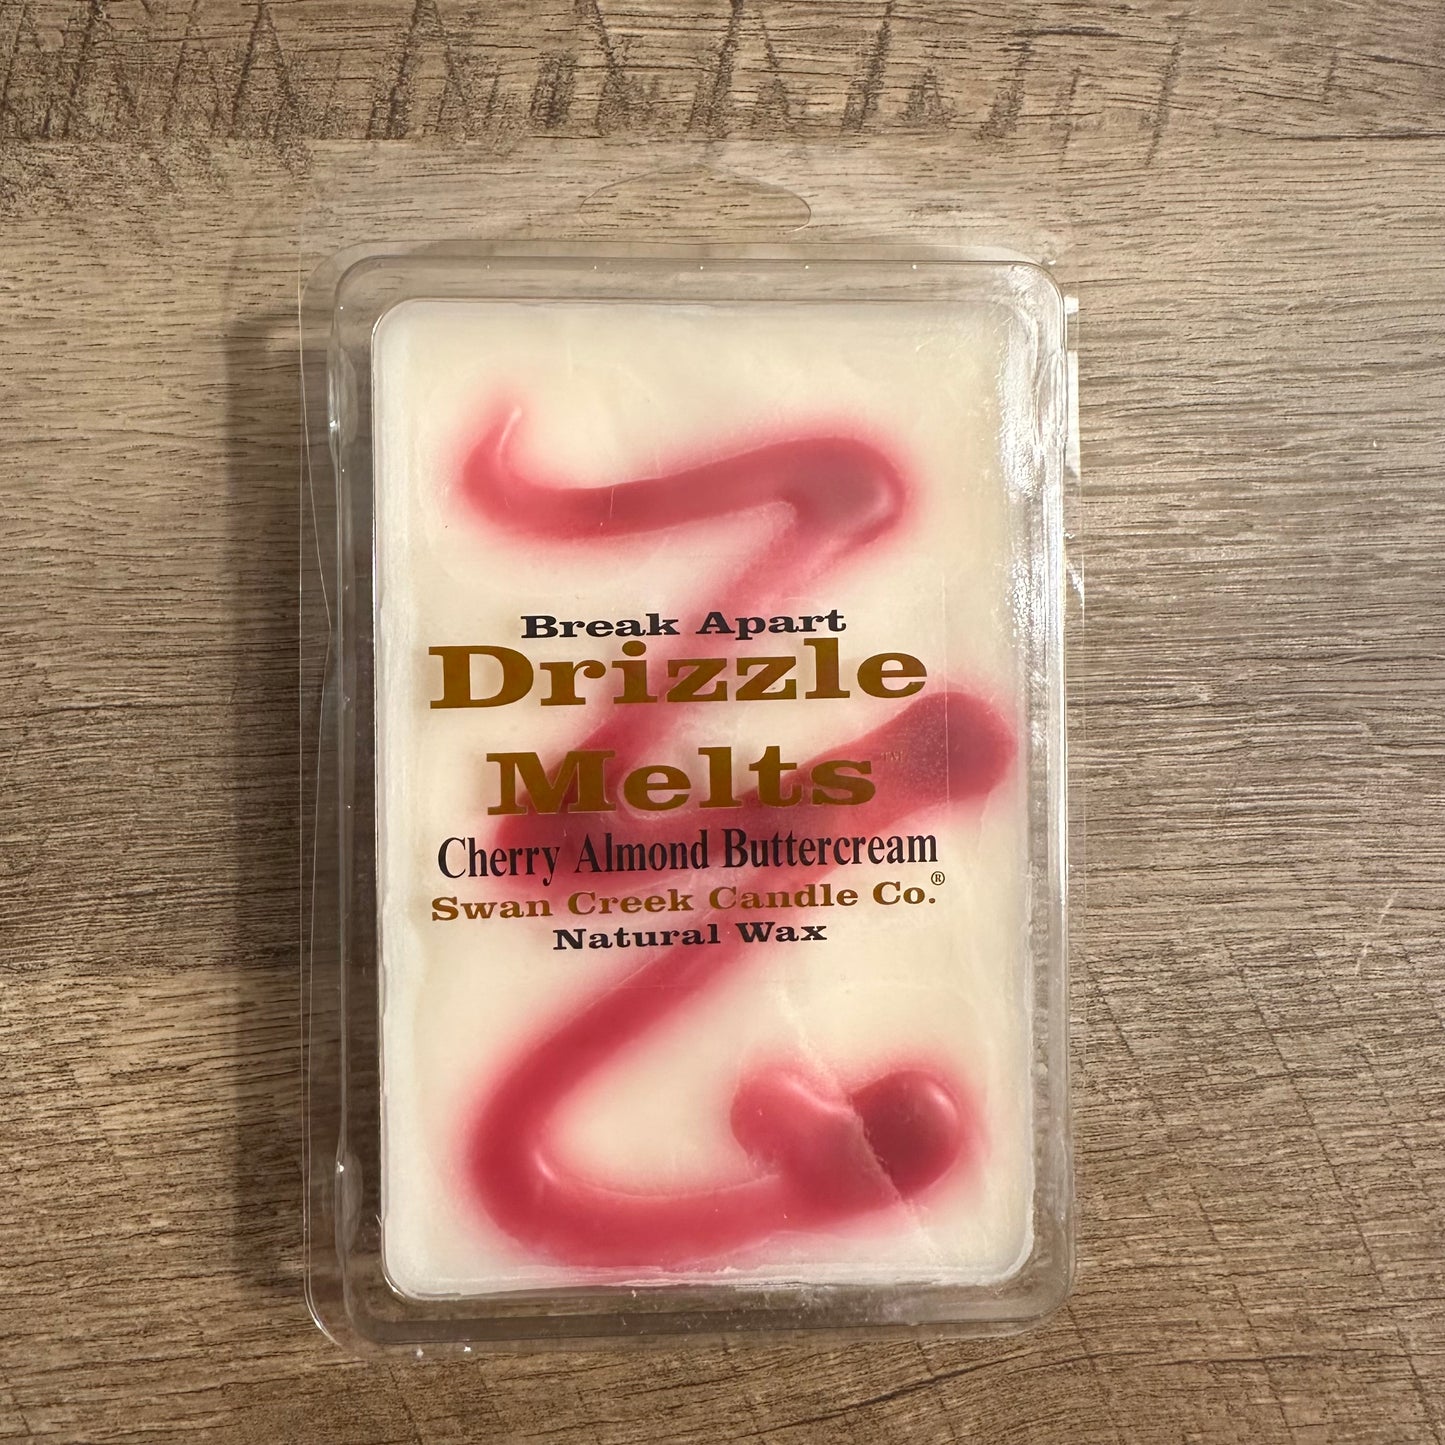 Break Apart
Drizzle
Melts™
Cherry Almond Buttercream
Swan Creek Candle Co.®
Natural Wax